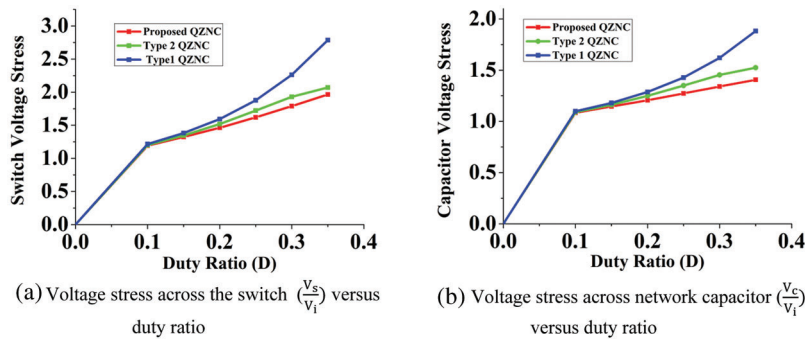 Switch Voltage Stress
3.0
2.5
2.0
1.5
1.0
0.5
0.0
Proposed QZNC
Type 2 QZNC
Type1 QZNC
0.0 0.1 0.2 0.3 0.4
Duty Ratio (D)
(a) Voltage stress across the switch (Vs/Vi) versus
duty ratio
Capacitor Voltage Stress
2.0
1.5
1.0
0.5
0.0
Proposed QZNC
Type 2 QZNC
Type 1 QZNC
0.0 0.1 0.2 0.3 0.4
Duty Ratio (D)
(b) Voltage stress across network capacitor (Vc/Vi)
versus duty ratio